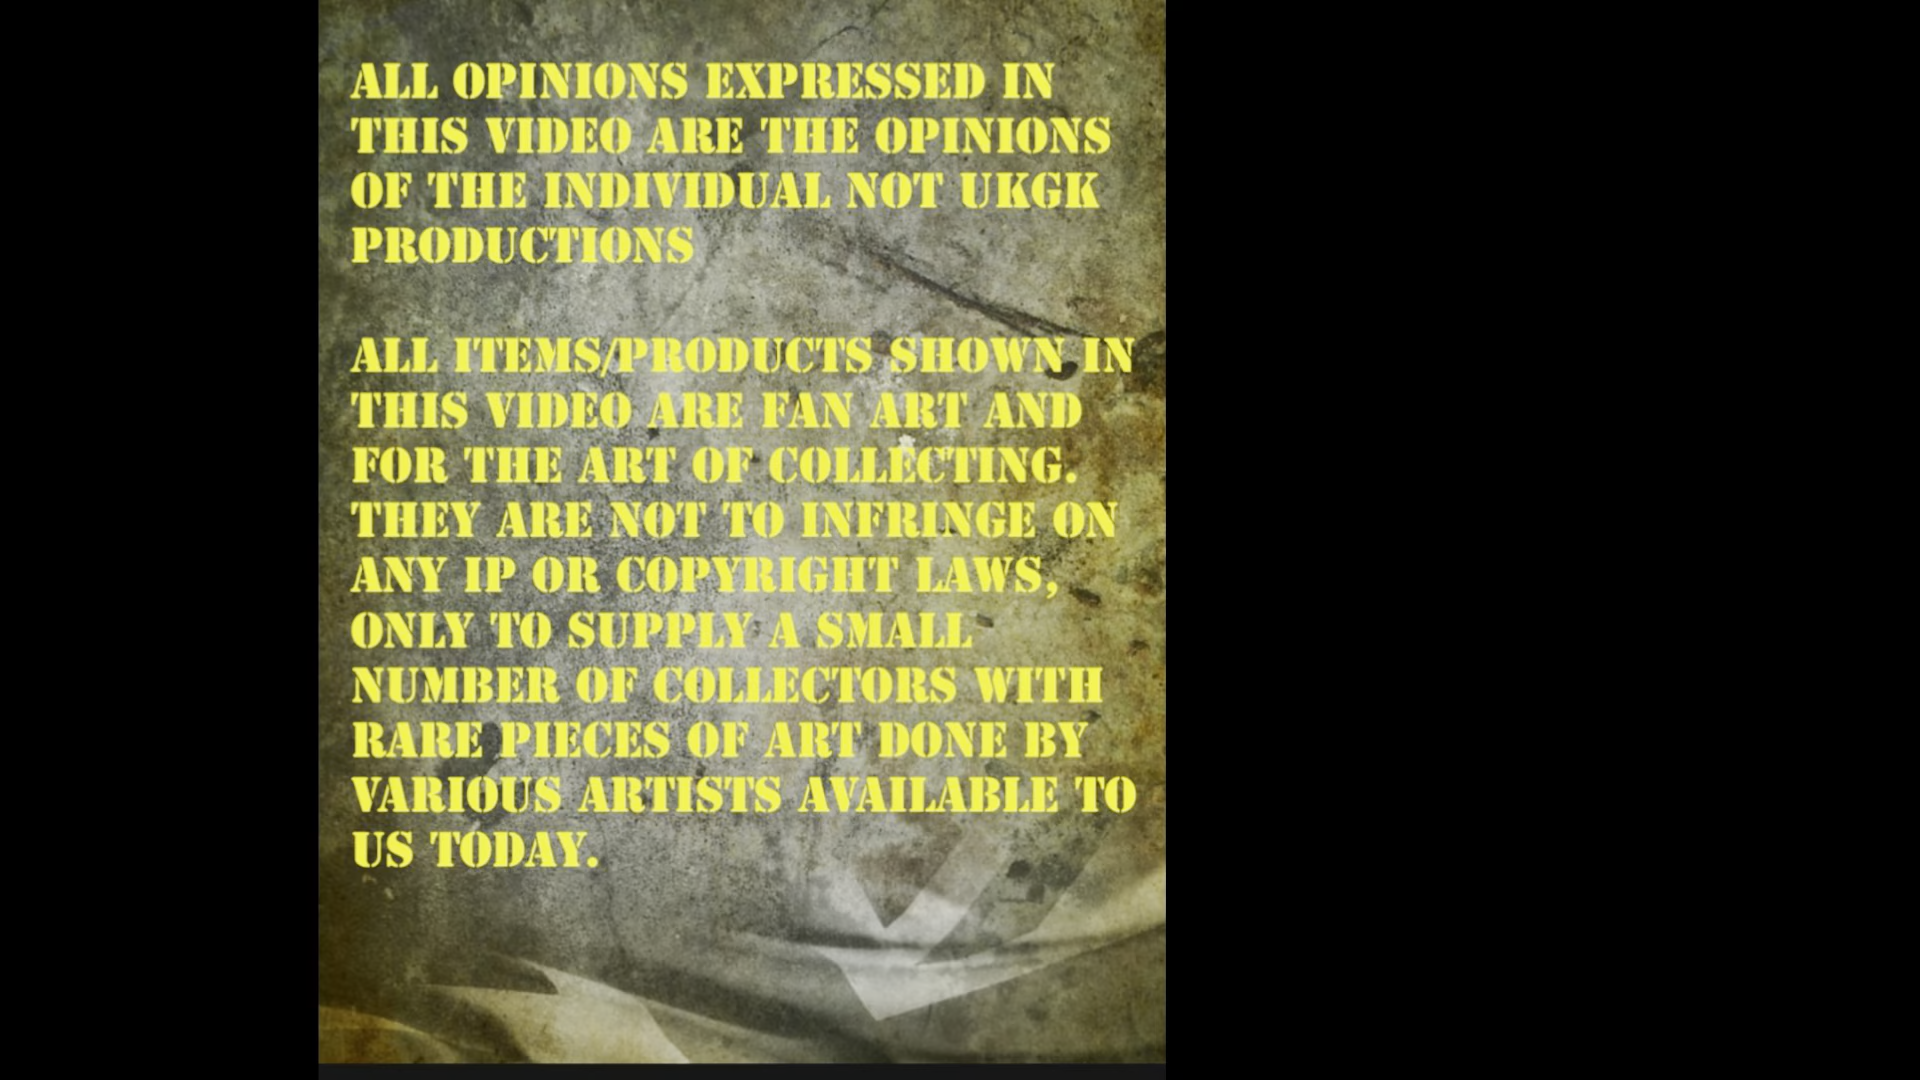 ALL OPINIONS EXPRESSED IN
THIS VIDEO ARE THE OPINIONS
OF THE INDIVIDUAL NOT UKGK
PRODUCTIONS
ALL ITEMS/PRODUCTS SHOWN IN
THIS VIDEO ARE FAN ART AND
FOR THE ART OF COLLECTING.
THEY ARE NOT TO INFRINGE ON
ANY IP OR COPYRIGHT LAWS,
ONLY TO SUPPLY A SMALL
NUMBER OF COLLECTORS WITH
RARE PIECES OF ART DONE BY
VARIOUS ARTISTS AVAILABLE TO
US TODAY.